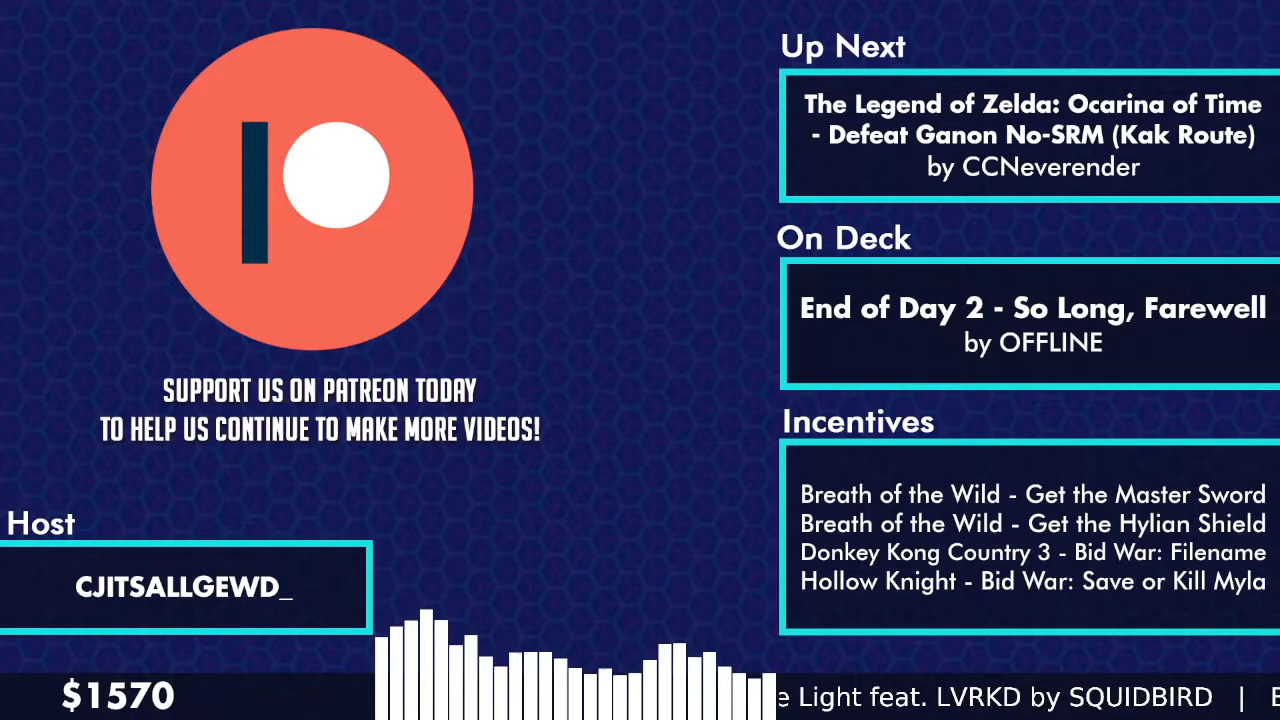 Up Next
The Legend of Zelda: Ocarina of Time
- Defeat Ganon No-SRM (Kak Route)
by CCNeverender
On Deck
End of Day 2 - So Long, Farewell
by OFFLINE
SUPPORT US ON PATREON TODAY
TO HELP US CONTINUE TO MAKE MORE VIDEOS!
Incentives
Breath of the Wild - Get the Master Sword
Breath of the Wild - Get the Hylian Shield
Donkey Kong Country 3 - Bid War: Filename
Hollow Knight - Bid War: Save or Kill Myla
Host
CJITSALLGEWD_
$1570
Light feat. LVRKD by SQUIDBIRD |